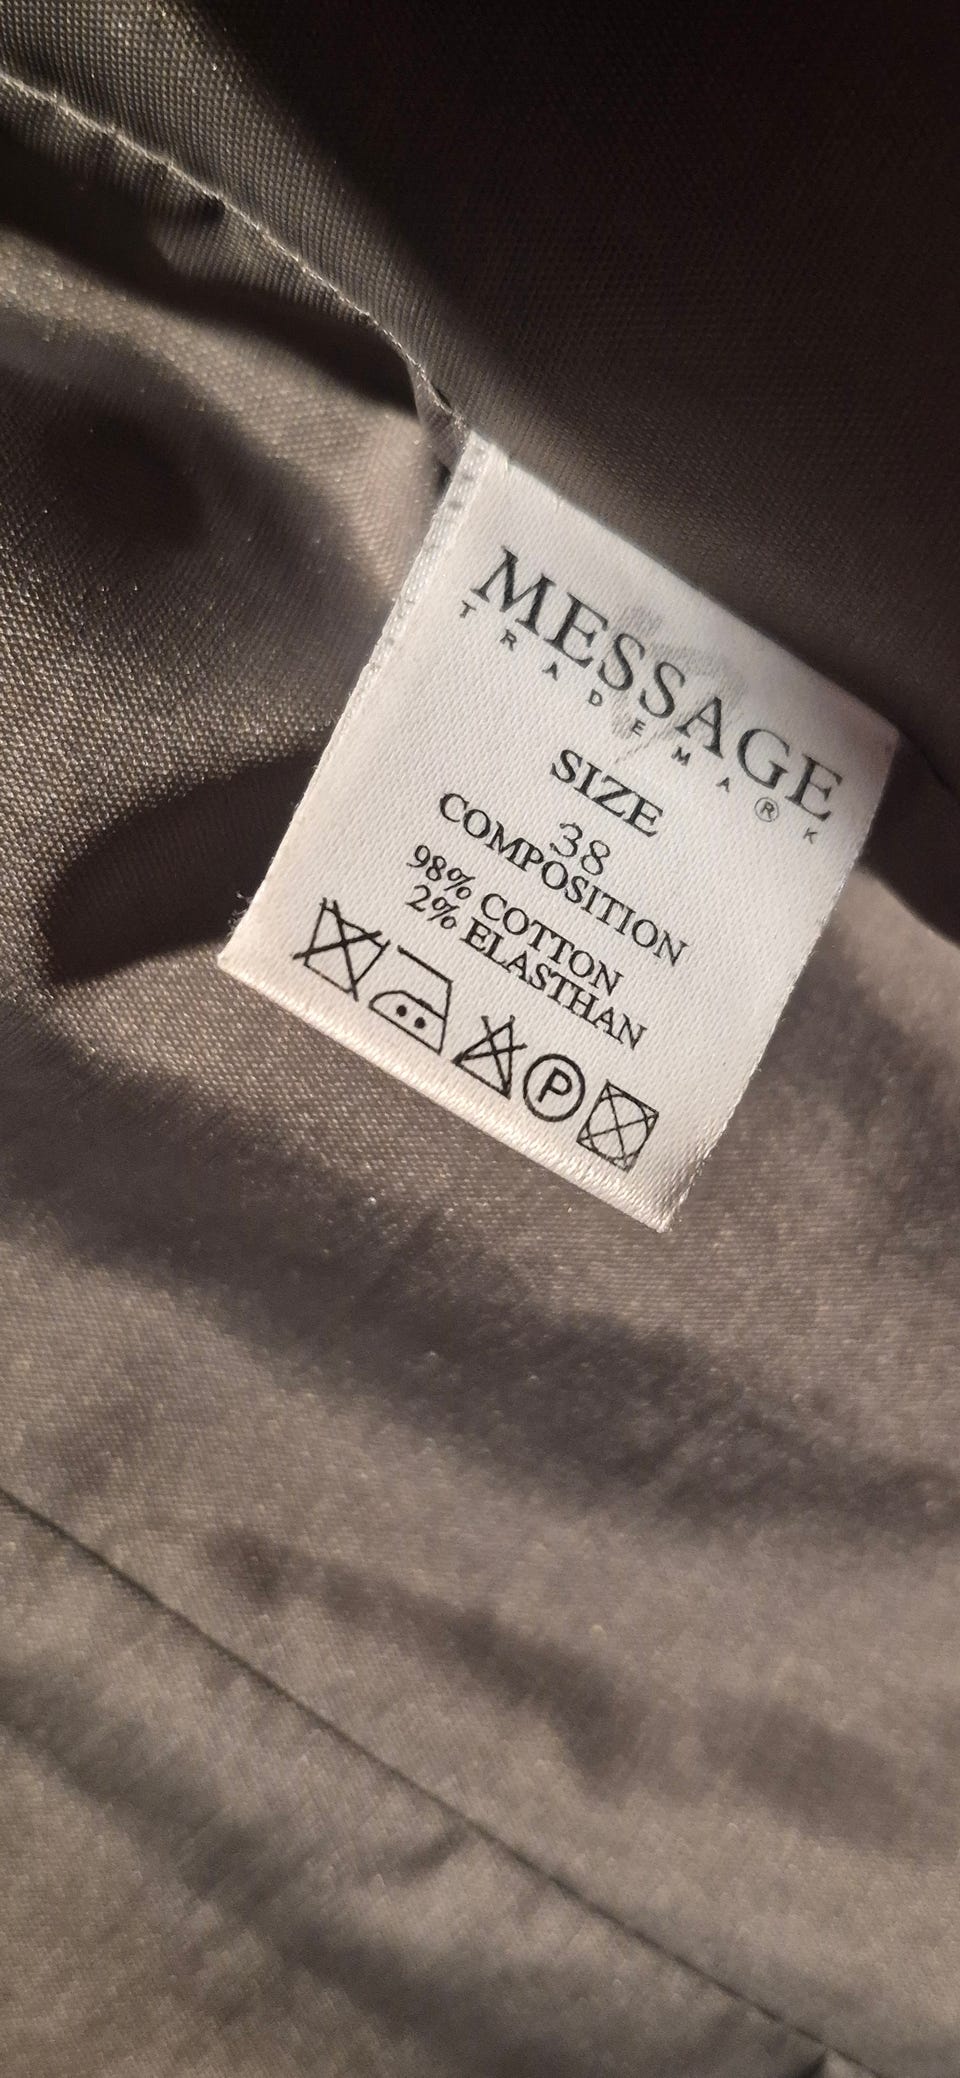 MESSAGE
TRADEMARK
®
SIZE
38
COMPOSITION
98% COTTON
2% ELASTHAN
P